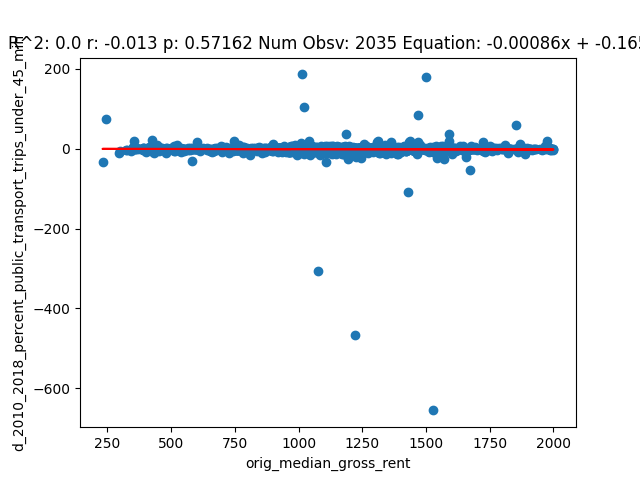 R^2: 0.0 r: -0.013 p: 0.57162 Num Obsv: 2035 Equation: -0.00086x + -0.165
d_2010_2018_percent_public_transport_trips_under_45_min
200
0
−200
−400
−600
250 500 750 1000 1250 1500 1750 2000
orig_median_gross_rent